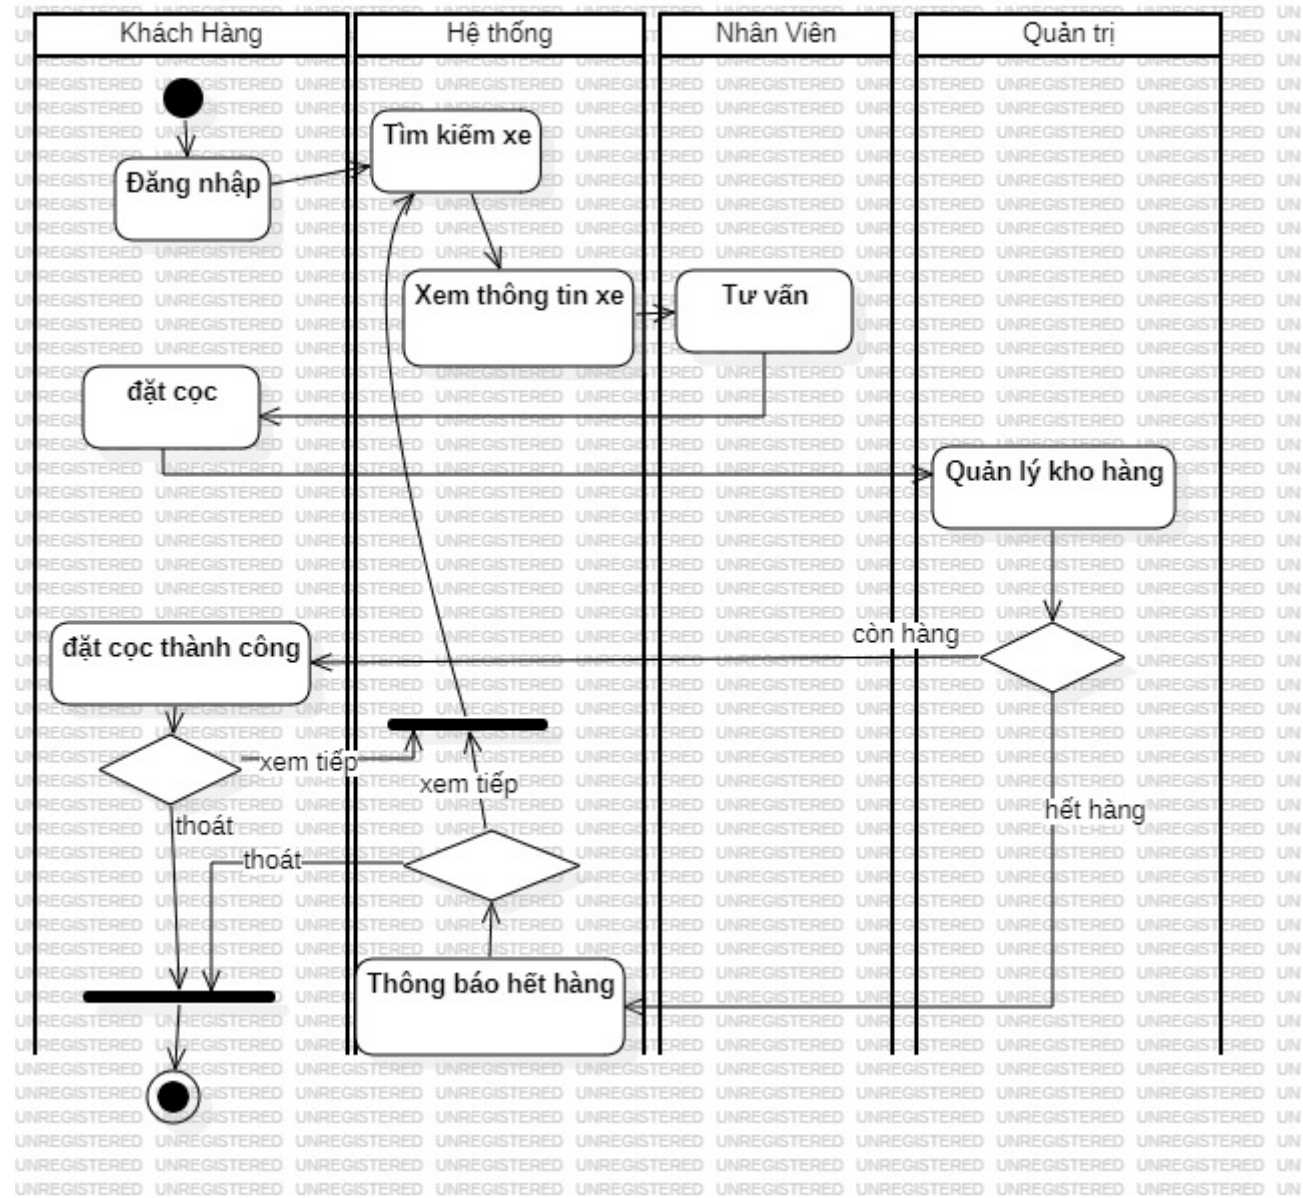 Khách Hàng
Hệ thống
Nhân Viên
Quản trị
Tìm kiếm xe
Đăng nhập
Xem thông tin xe
Tư vấn
đặt cọc
Quản lý kho hàng
đặt cọc thành công
còn hàng
xem tiếp
xem tiếp
thoát
hết hàng
thoát
Thông báo hết hàng
UNREGISTERED